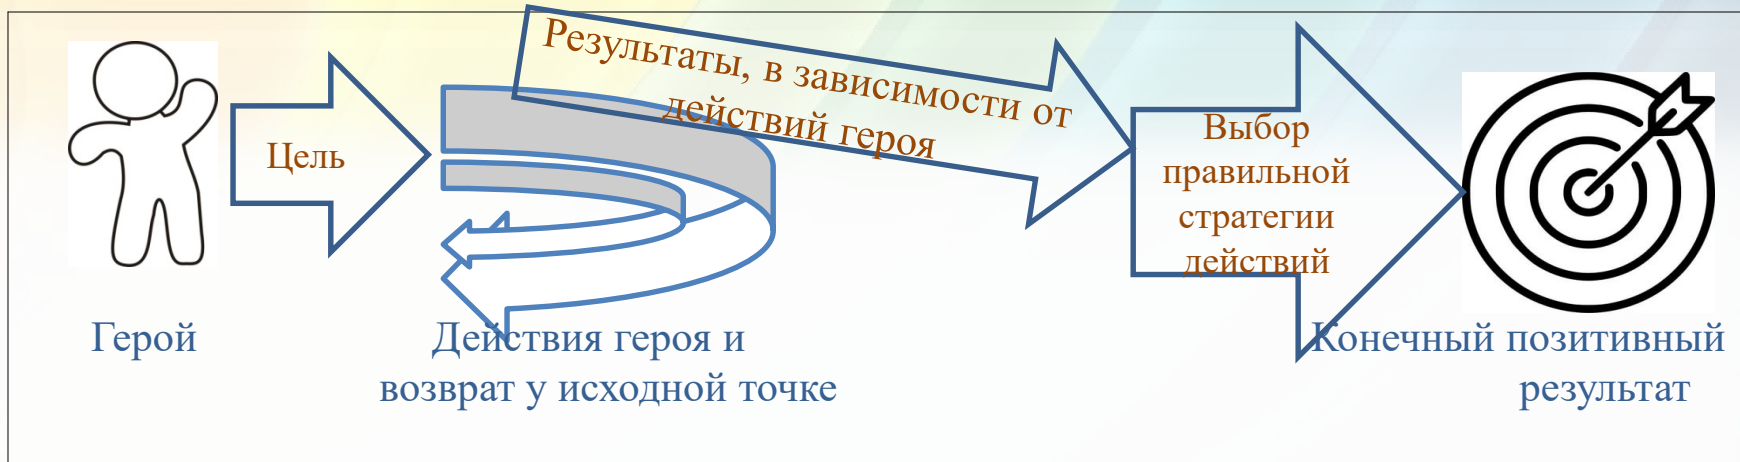 Результаты, в зависимости от
действий героя
Цель
Выбор
правильной
стратегии
действий
Герой
Действия героя и
возврат у исходной точке
Конечный позитивный
результат